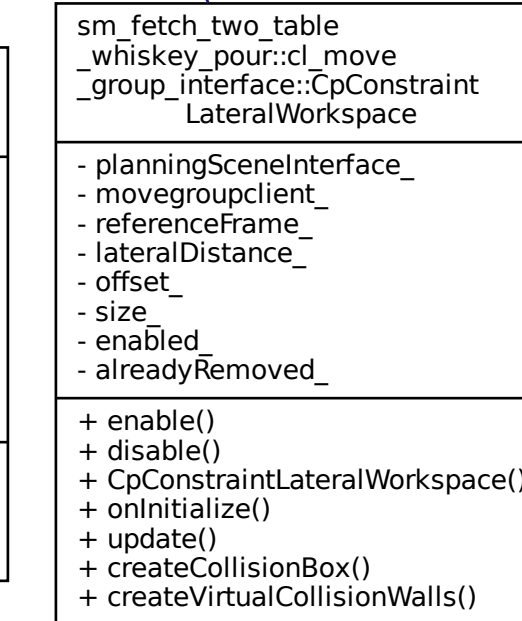 sm_fetch_two_table
_whiskey_pour::cl_move
_group_interface::CpConstraint
LateralWorkspace
- planningSceneInterface_
- movegroupclient_
- referenceFrame_
- lateralDistance_
- offset_
- size_
- enabled_
- alreadyRemoved_
+ enable()
+ disable()
+ CpConstraintLateralWorkspace()
+ onInitialize()
+ update()
+ createCollisionBox()
+ createVirtualCollisionWalls()